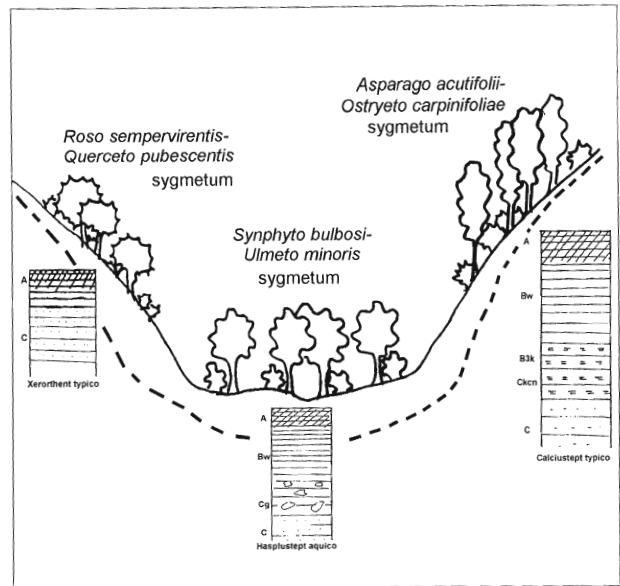 Asparago acutifolii-
Ostryeto carpinifoliae
sygmetum
Roso sempervirentis-
Querceto pubescentis
sygmetum
Synphyto bulbosi-
Ulmeto minoris
sygmetum
A
C
Xerorthent typico
A
Bw
Cg
C
Hasplustept aquico
A
Bw
B3k
Ckcn
C
Calciustept typico